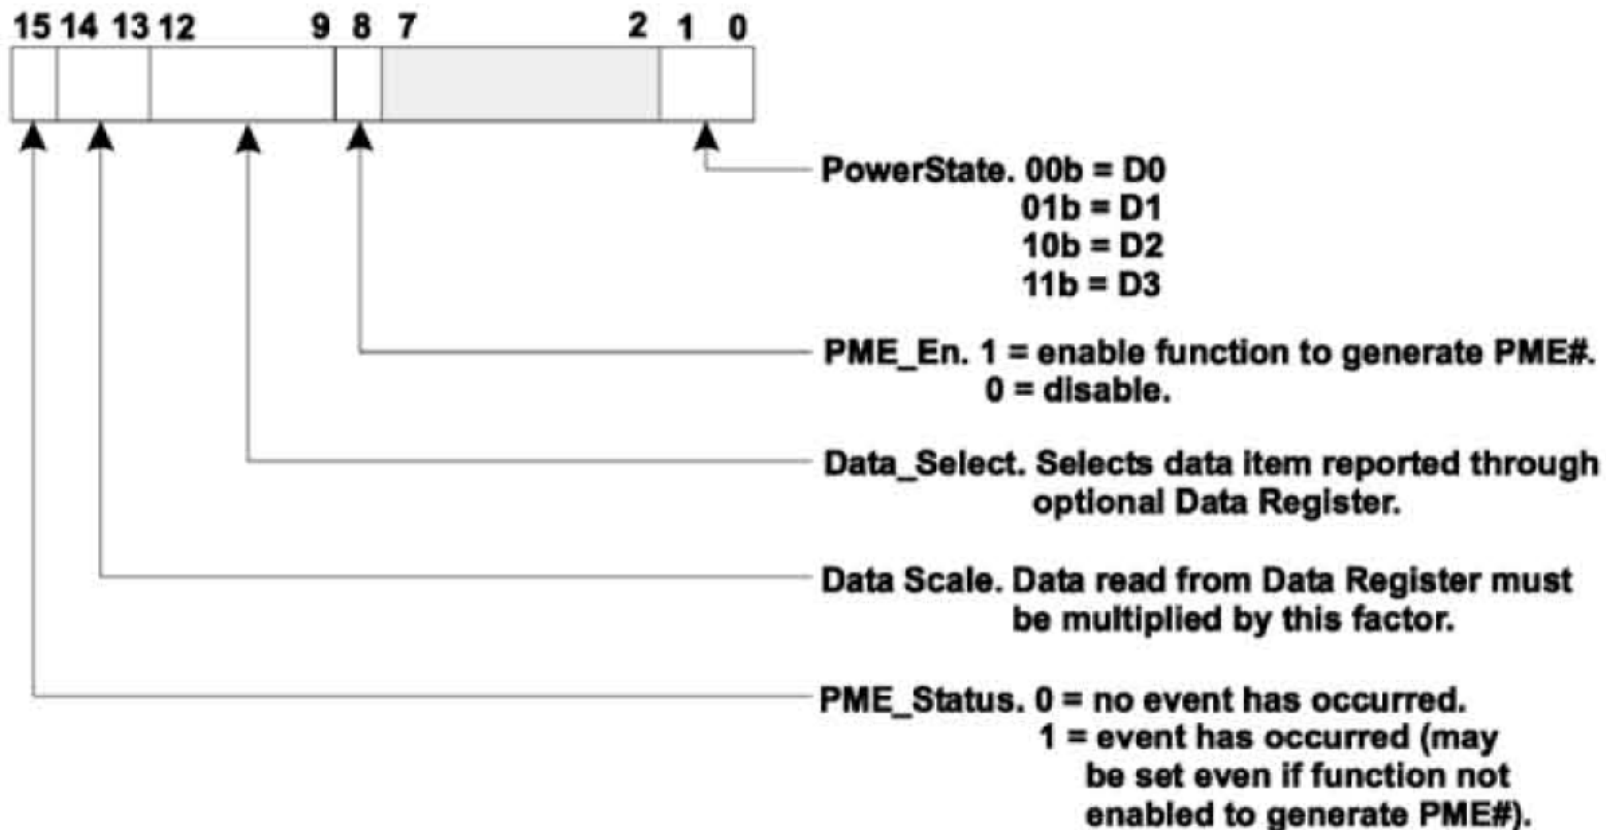 15 14 13 12 9 8 7 2 1 0
PowerState. 00b = D0
01b = D1
10b = D2
11b = D3
PME_En. 1 = enable function to generate PME#.
0 = disable.
Data_Select. Selects data item reported through
optional Data Register.
Data Scale. Data read from Data Register must
be multiplied by this factor.
PME_Status. 0 = no event has occurred.
1 = event has occurred (may
be set even if function not
enabled to generate PME#).